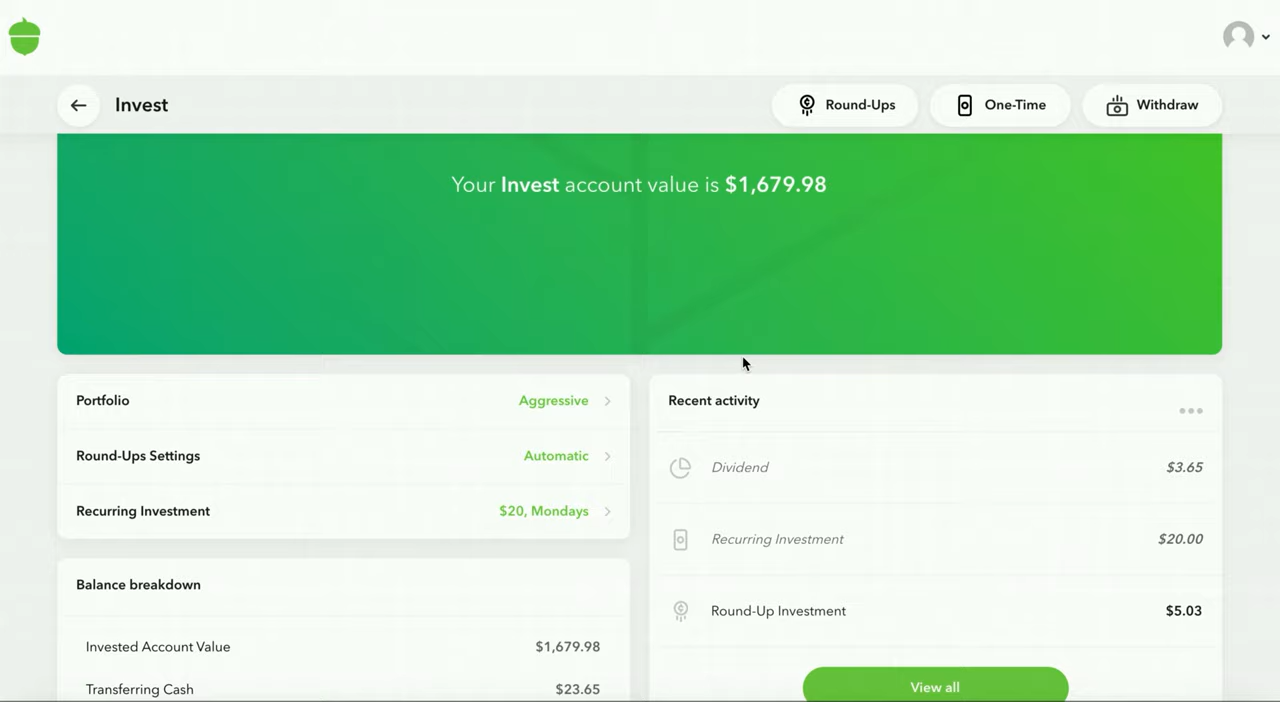 Invest
Round-Ups
One-Time
Withdraw
Your Invest account value is $1,679.98
Portfolio
Aggressive
Round-Ups Settings
Automatic
Recurring Investment
$20, Mondays
Balance breakdown
Invested Account Value
$1,679.98
Transferring Cash
$23.65
Recent activity
Dividend
$3.65
Recurring Investment
$20.00
Round-Up Investment
$5.03
View all